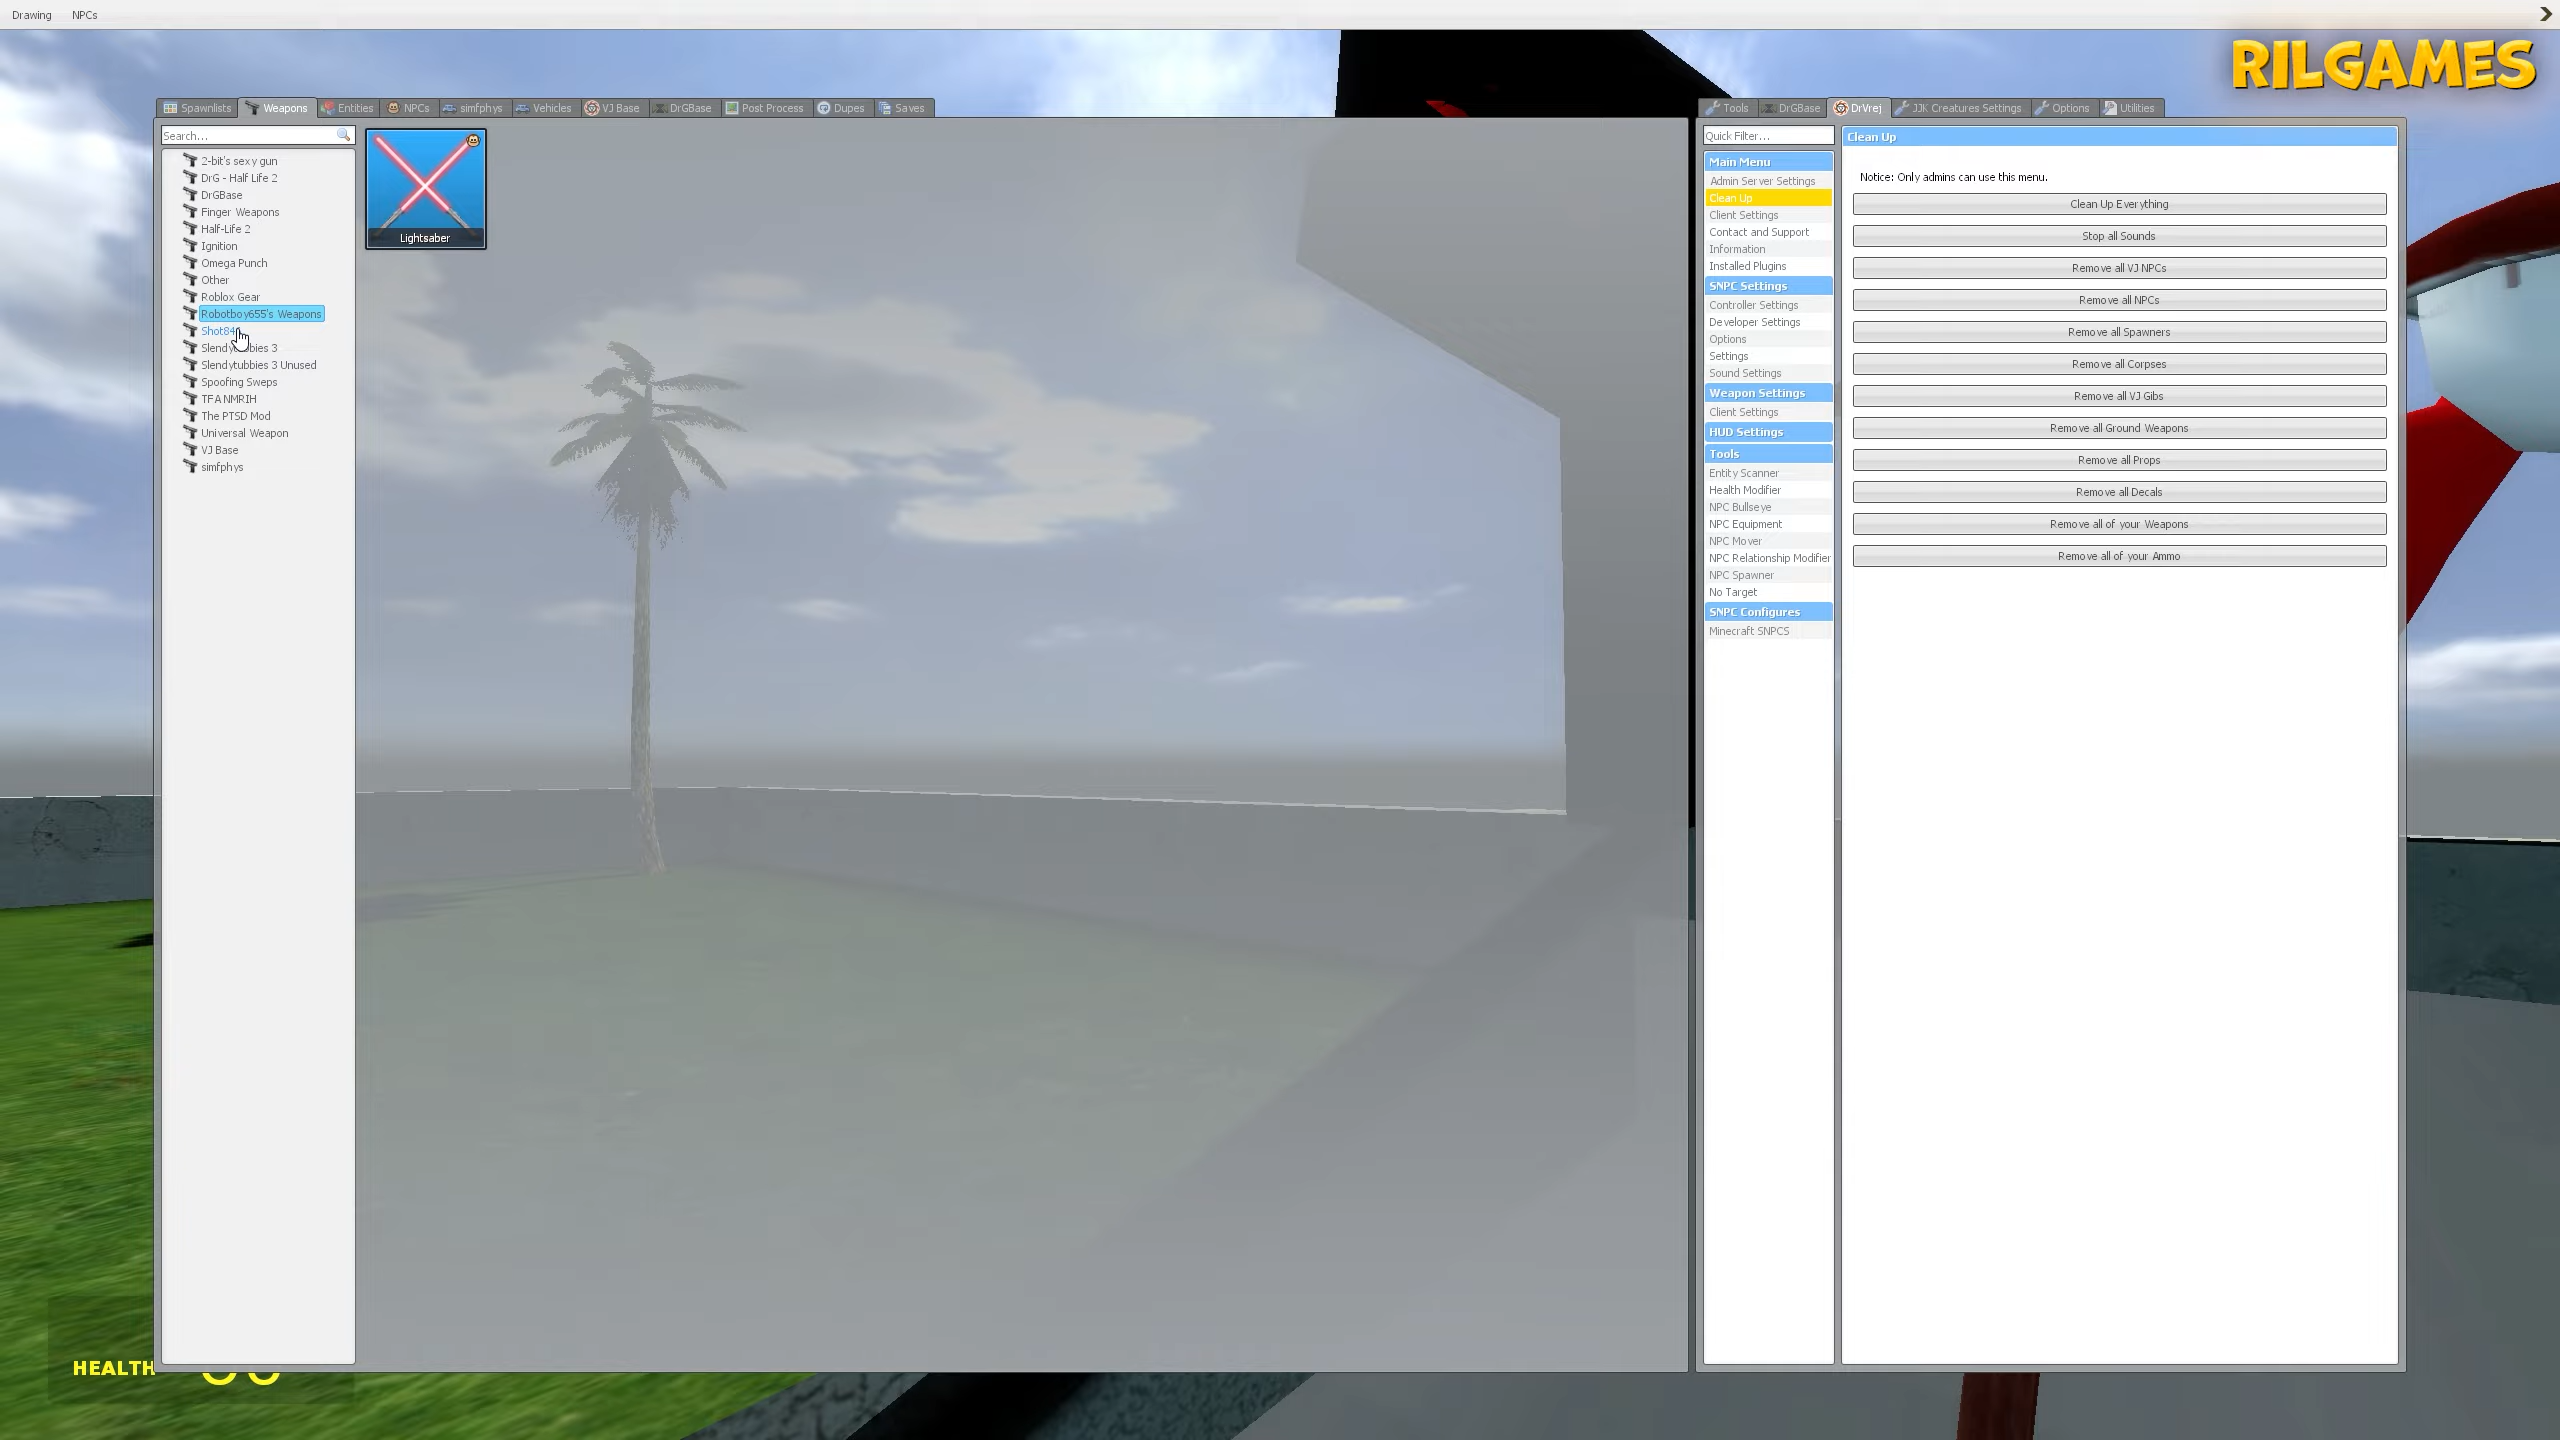 Drawing NPCs
RILGAMES
Spawnlists Weapons Entities NPCs simfphys Vehicles VJ Base DrGBase Post Process Dupes Saves
Search...
2-bit's sexy gun
DrG - Half Life 2
DrGBase
Finger Weapons
Half-Life 2
Ignition
Omega Punch
Other
Roblox Gear
Robotboy655's Weapons
Slendytubbies 3
Slendytubbies 3 Unused
Spoofing Sweps
TFA NMRIH
The PTSD Mod
Universal Weapon
VJ Base
simfphys
Lightsaber
Tools DrGBase DrVrej JJK Creatures Settings Options Utilities
Quick Filter...
Main Menu
Admin Server Settings
Clean Up
Client Settings
Contact and Support
Information
Installed Plugins
SNPC Settings
Controller Settings
Developer Settings
Options
Settings
Sound Settings
Weapon Settings
Client Settings
HUD Settings
Tools
Entity Scanner
Health Modifier
NPC Bullseye
NPC Equipment
NPC Mover
NPC Relationship Modifier
NPC Spawner
No Target
SNPC Configures
Minecraft SNPCS
Clean Up
Notice: Only admins can use this menu.
Clean Up Everything
Stop all Sounds
Remove all VJ NPCs
Remove all NPCs
Remove all Spawners
Remove all Corpses
Remove all VJ Gibs
Remove all Ground Weapons
Remove all Props
Remove all Decals
Remove all of your Weapons
Remove all of your Ammo
HEALTH